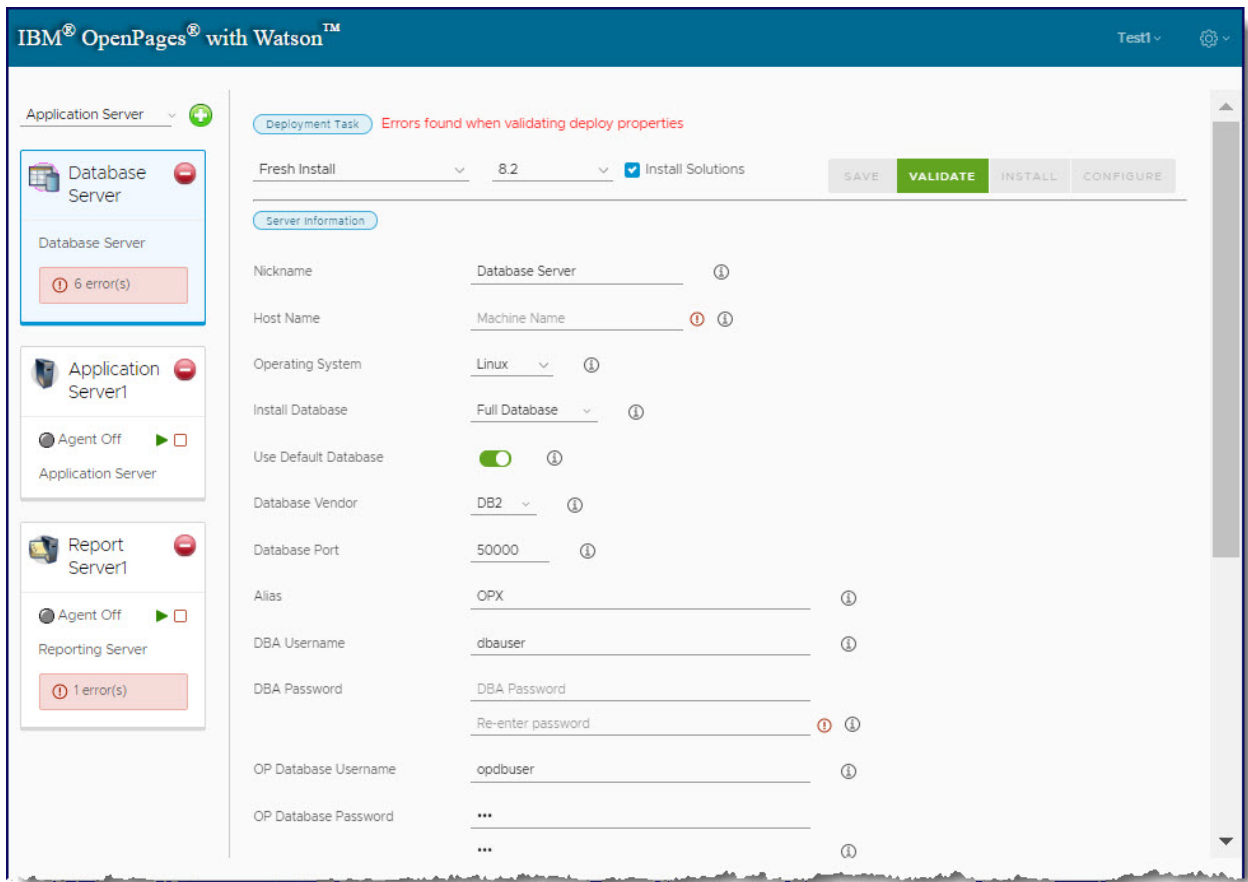 IBM® OpenPages® with Watson™
Test1
Application Server
Database Server
Database Server
6 error(s)
Application Server1
Agent Off
Application Server
Report Server1
Agent Off
Reporting Server
1 error(s)
Deployment Task Errors found when validating deploy properties
Fresh Install 8.2 Install Solutions SAVE VALIDATE INSTALL CONFIGURE
Server Information
Nickname Database Server
Host Name Machine Name
Operating System Linux
Install Database Full Database
Use Default Database
Database Vendor DB2
Database Port 50000
Alias OPX
DBA Username dbauser
DBA Password DBA Password
Re-enter password
OP Database Username opdbuser
OP Database Password •••
•••